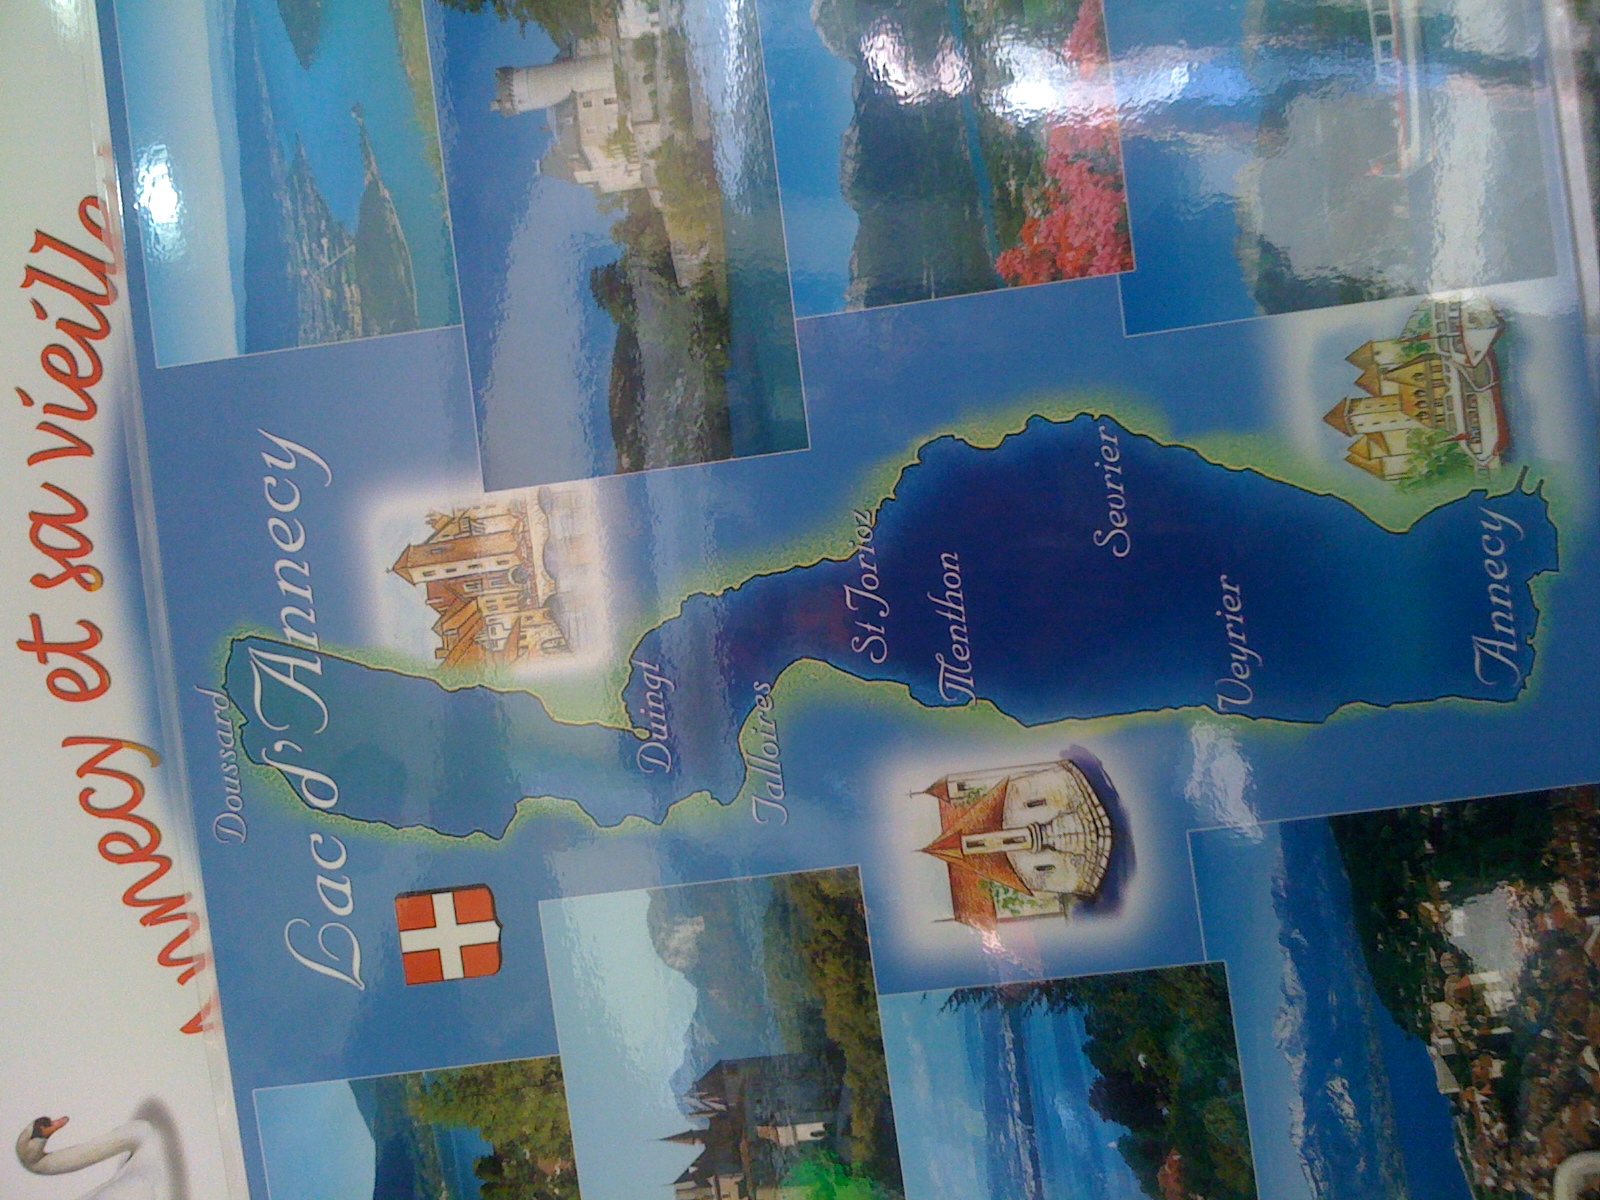 Annecy et sa vieille
Doussard
Lac d'Annecy
Duingt
Talloires
St Jorioz
Menthon
Sevrier
Veyrier
Annecy